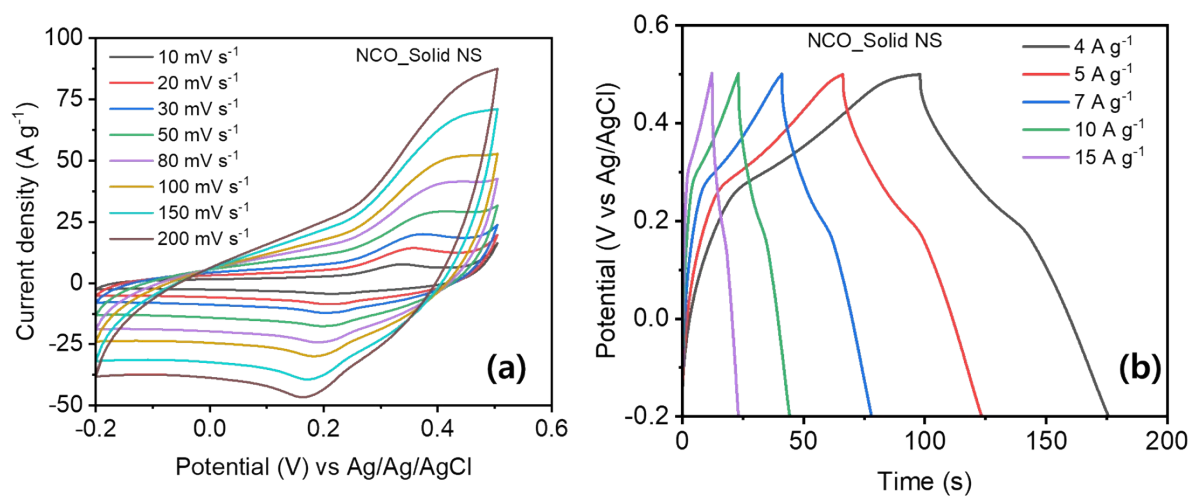 NCO_Solid NS
10 mV s⁻¹
20 mV s⁻¹
30 mV s⁻¹
50 mV s⁻¹
80 mV s⁻¹
100 mV s⁻¹
150 mV s⁻¹
200 mV s⁻¹
100
75
50
25
0
-25
-50
Current density (A g⁻¹)
(a)
-0.2
0.0
0.2
0.4
0.6
Potential (V) vs Ag/Ag/AgCl
NCO_Solid NS
4 A g⁻¹
5 A g⁻¹
7 A g⁻¹
10 A g⁻¹
15 A g⁻¹
0.6
0.4
0.2
0.0
-0.2
Potential (V vs Ag/AgCl)
(b)
0
50
100
150
200
Time (s)